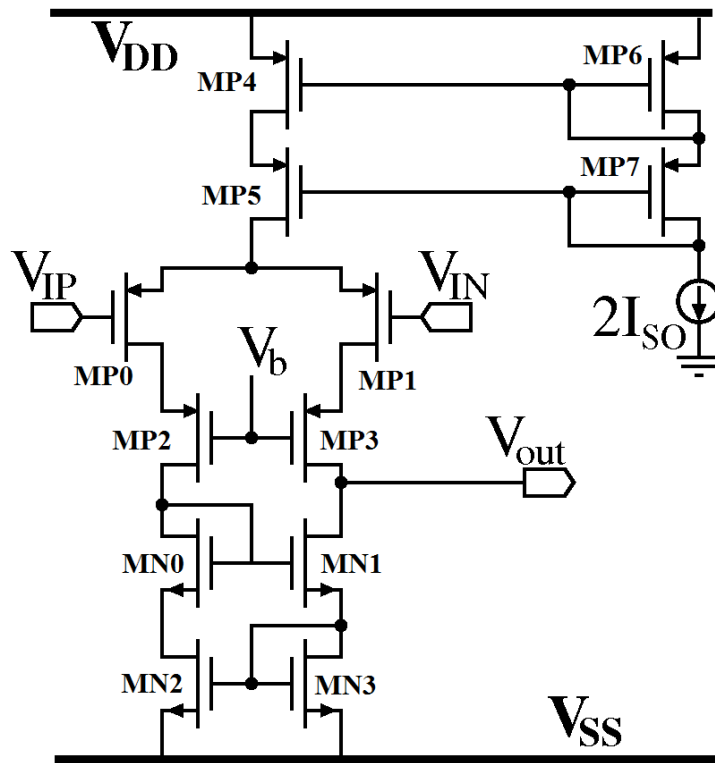 VDD
MP4
MP6
MP5
MP7
VIP
VIN
2ISO
MP0
Vb
MP1
MP2
MP3
Vout
MN0
MN1
MN2
MN3
VSS